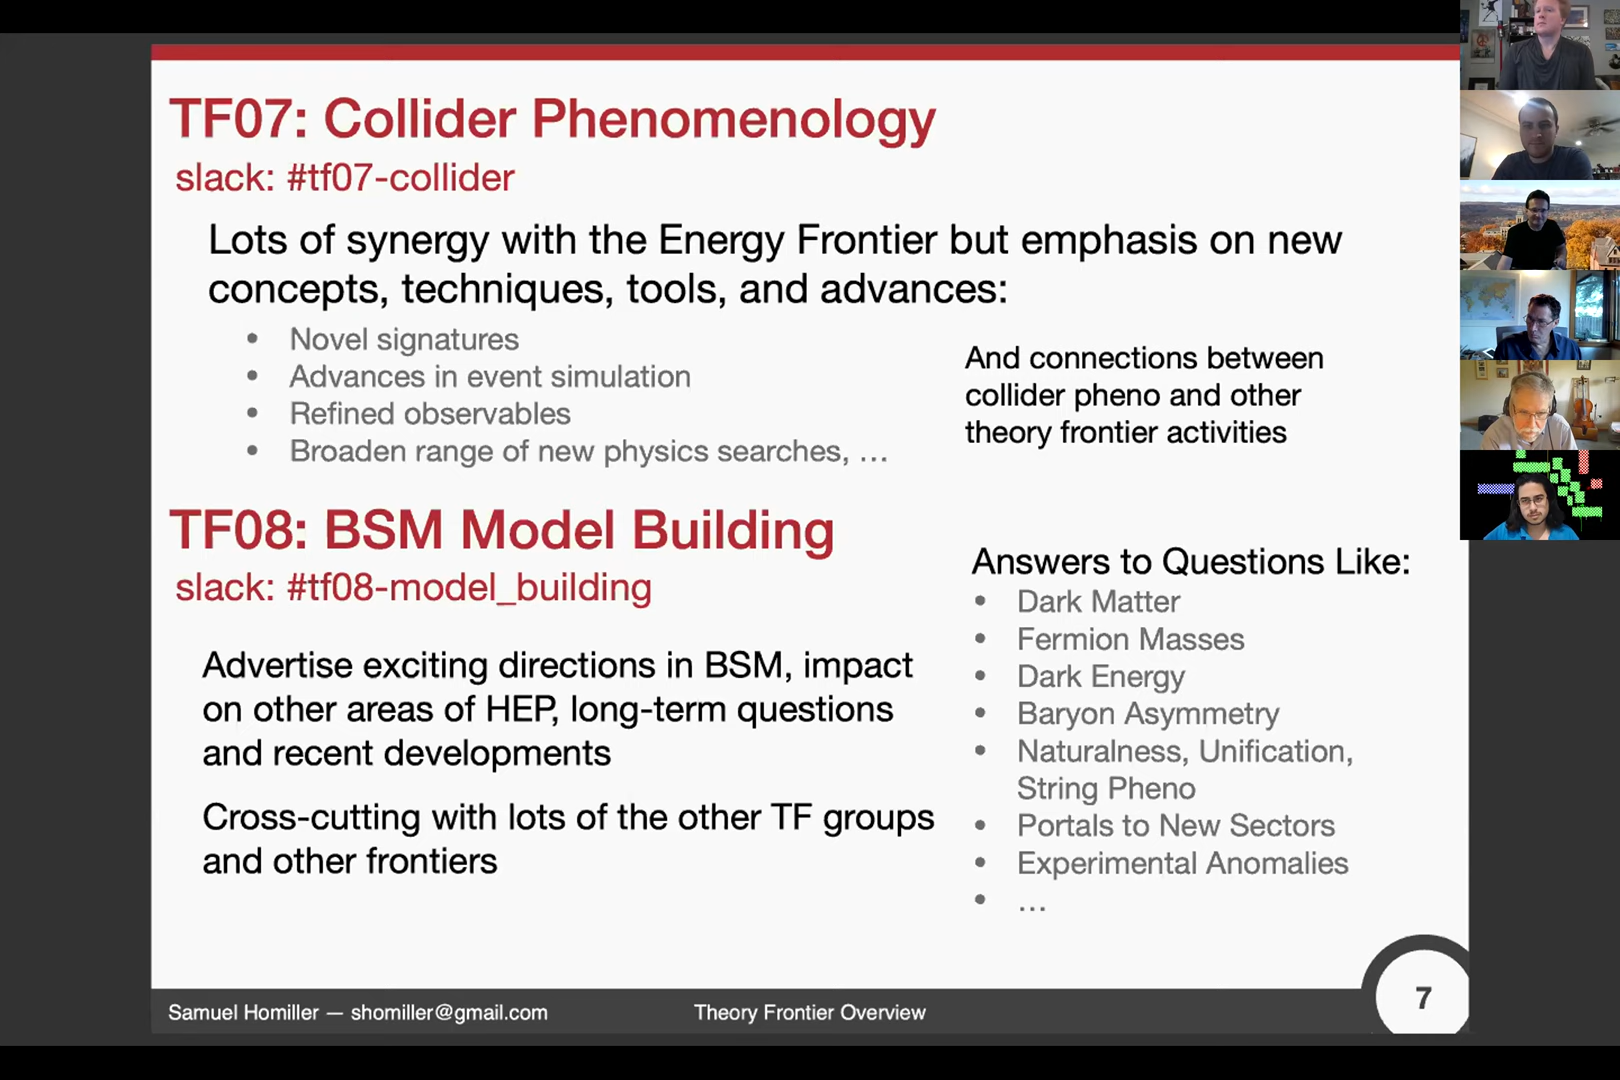 TF07: Collider Phenomenology
slack: #tf07-collider
Lots of synergy with the Energy Frontier but emphasis on new
concepts, techniques, tools, and advances:
• Novel signatures
• Advances in event simulation
• Refined observables
• Broaden range of new physics searches, …
And connections between
collider pheno and other
theory frontier activities
TF08: BSM Model Building
slack: #tf08-model_building
Advertise exciting directions in BSM, impact
on other areas of HEP, long-term questions
and recent developments
Cross-cutting with lots of the other TF groups
and other frontiers
Answers to Questions Like:
• Dark Matter
• Fermion Masses
• Dark Energy
• Baryon Asymmetry
• Naturalness, Unification,
String Pheno
• Portals to New Sectors
• Experimental Anomalies
• …
Samuel Homiller — shomiller@gmail.com
Theory Frontier Overview
7